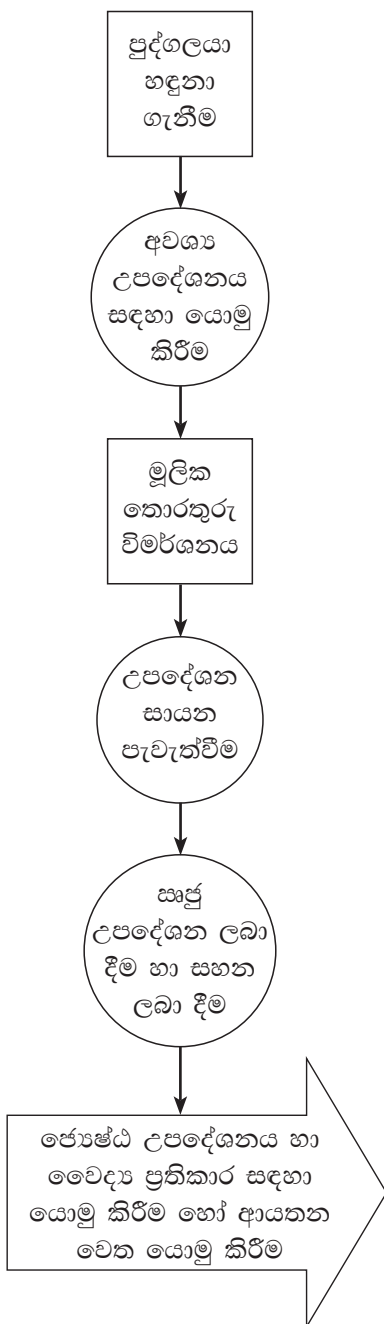 පුද්ගලයා
හඳුනා
ගැනීම
අවශ්‍ය
උපදේශනය
සඳහා යොමු
කිරීම
මූලික
තොරතුරු
විමර්ශනය
උපදේශන
සායන
පැවැත්වීම
ඍජු
උපදේශන ලබා
දීම හා සහන
ලබා දීම
ජ්‍යෙෂ්ඨ උපදේශනය හා
වෛද්‍ය ප්‍රතිකාර සඳහා
යොමු කිරීම හෝ ආයතන
වෙත යොමු කිරීම